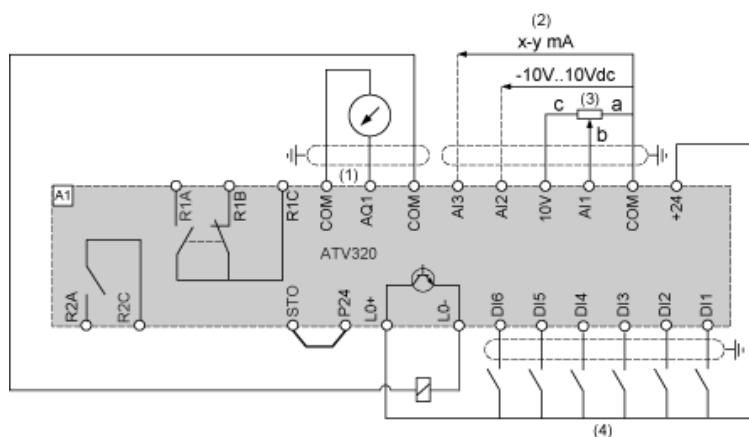 (2)
x-y mA
-10V..10Vdc
c (3) a
b
(1)
A1
R1A R1B R1C COM AQ1 COM AI3 AI2 10V AI1 COM +24
ATV320
R2A R2C STO P24 L0+ L0- DI6 DI5 DI4 DI3 DI2 DI1
(4)